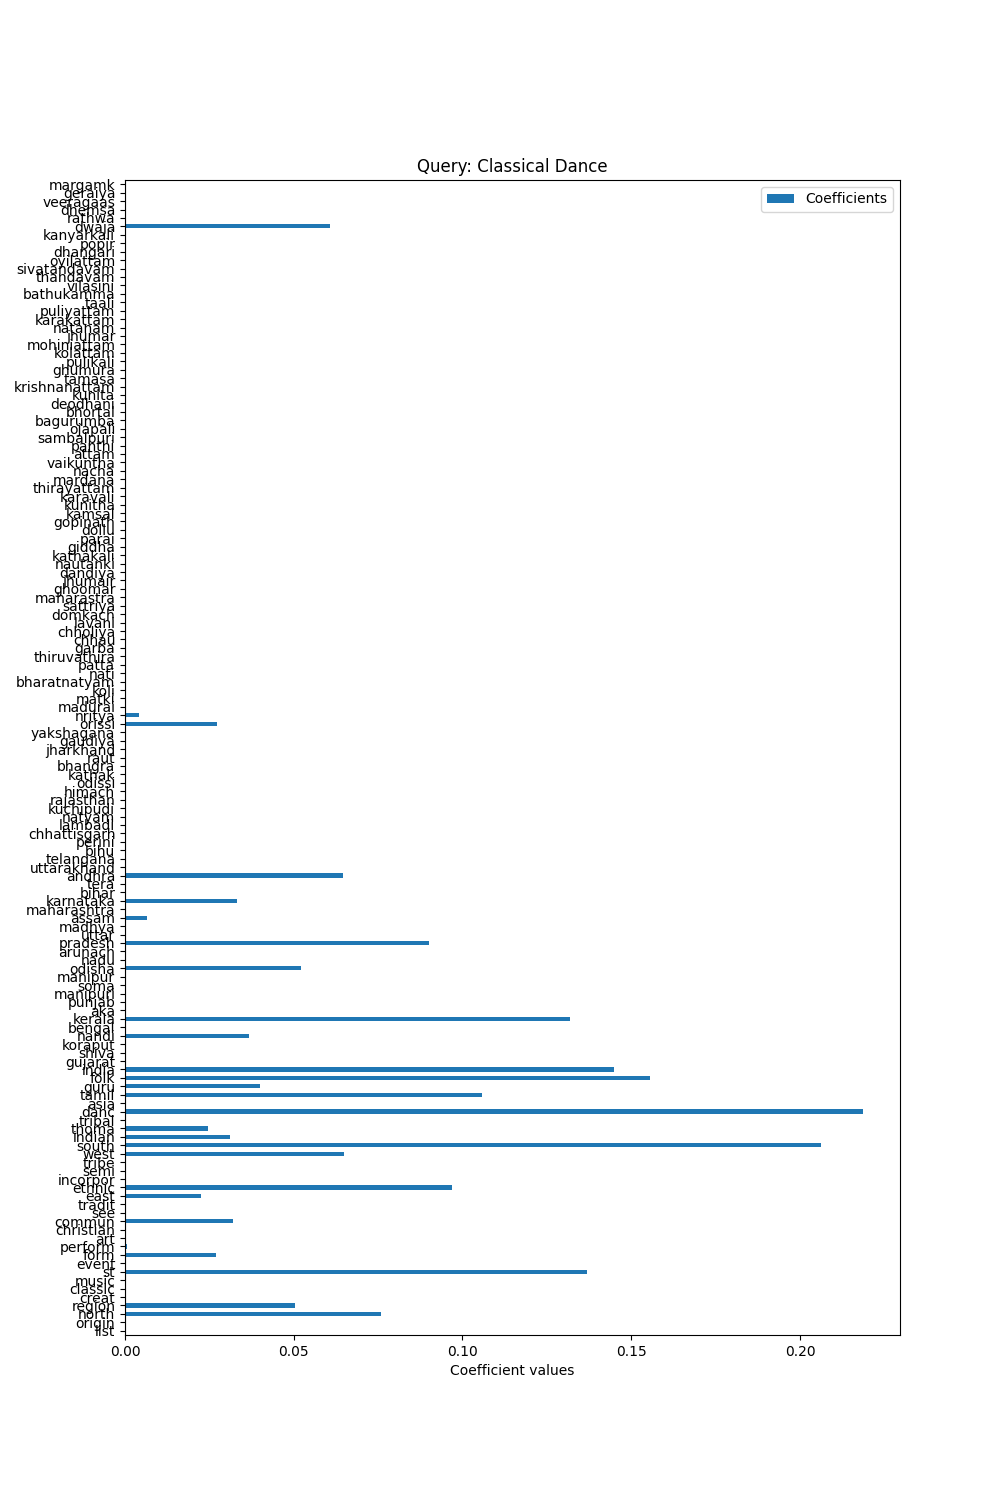 Query: Classical Dance
Coefficients
margamk
geraiya
veeragaas
dhemsa
rathwa
gwaja
kanyarkali
popir
dhangari
oyilattam
sivatandavam
thandavam
vilasini
bathukamma
taali
puliyattam
karakattam
natanam
jhumar
mohiniattam
kolattam
pulikali
ghumura
tamasa
krishnanattam
kunita
deodhani
bhortal
bagurumba
ojapali
sambalpuri
panthi
attam
vaikuntha
nacha
mardana
thirayattam
karavali
kunitha
kamsal
gopinath
dollu
parai
giddha
kathakali
nautanki
dandiya
jhumair
ghoomar
maharastra
sattriya
domkach
lavani
chholiya
chhau
garba
thiruvathira
patta
nati
bharatnatyam
koli
matki
madurai
nritya
orissi
yakshagana
gaudiya
jharkhand
raut
bhangra
kathak
odissi
himach
rajasthan
kuchipudi
natyam
lambadi
chhattisgarh
perini
bihu
telangana
uttarakhand
andhra
tera
bihar
karnataka
maharashtra
assam
madhya
uttar
pradesh
arunach
nadu
odisha
manipur
soma
manipuri
punjab
aka
kerala
bengal
nandi
koraput
shiva
gujarat
india
folk
guru
tamil
asia
danc
tribal
thoma
indian
south
west
tribe
semi
incorpor
ethnic
east
tradit
see
commun
christian
art
perform
form
event
st
music
classic
creat
region
north
origin
list
0.00 0.05 0.10 0.15 0.20
Coefficient values